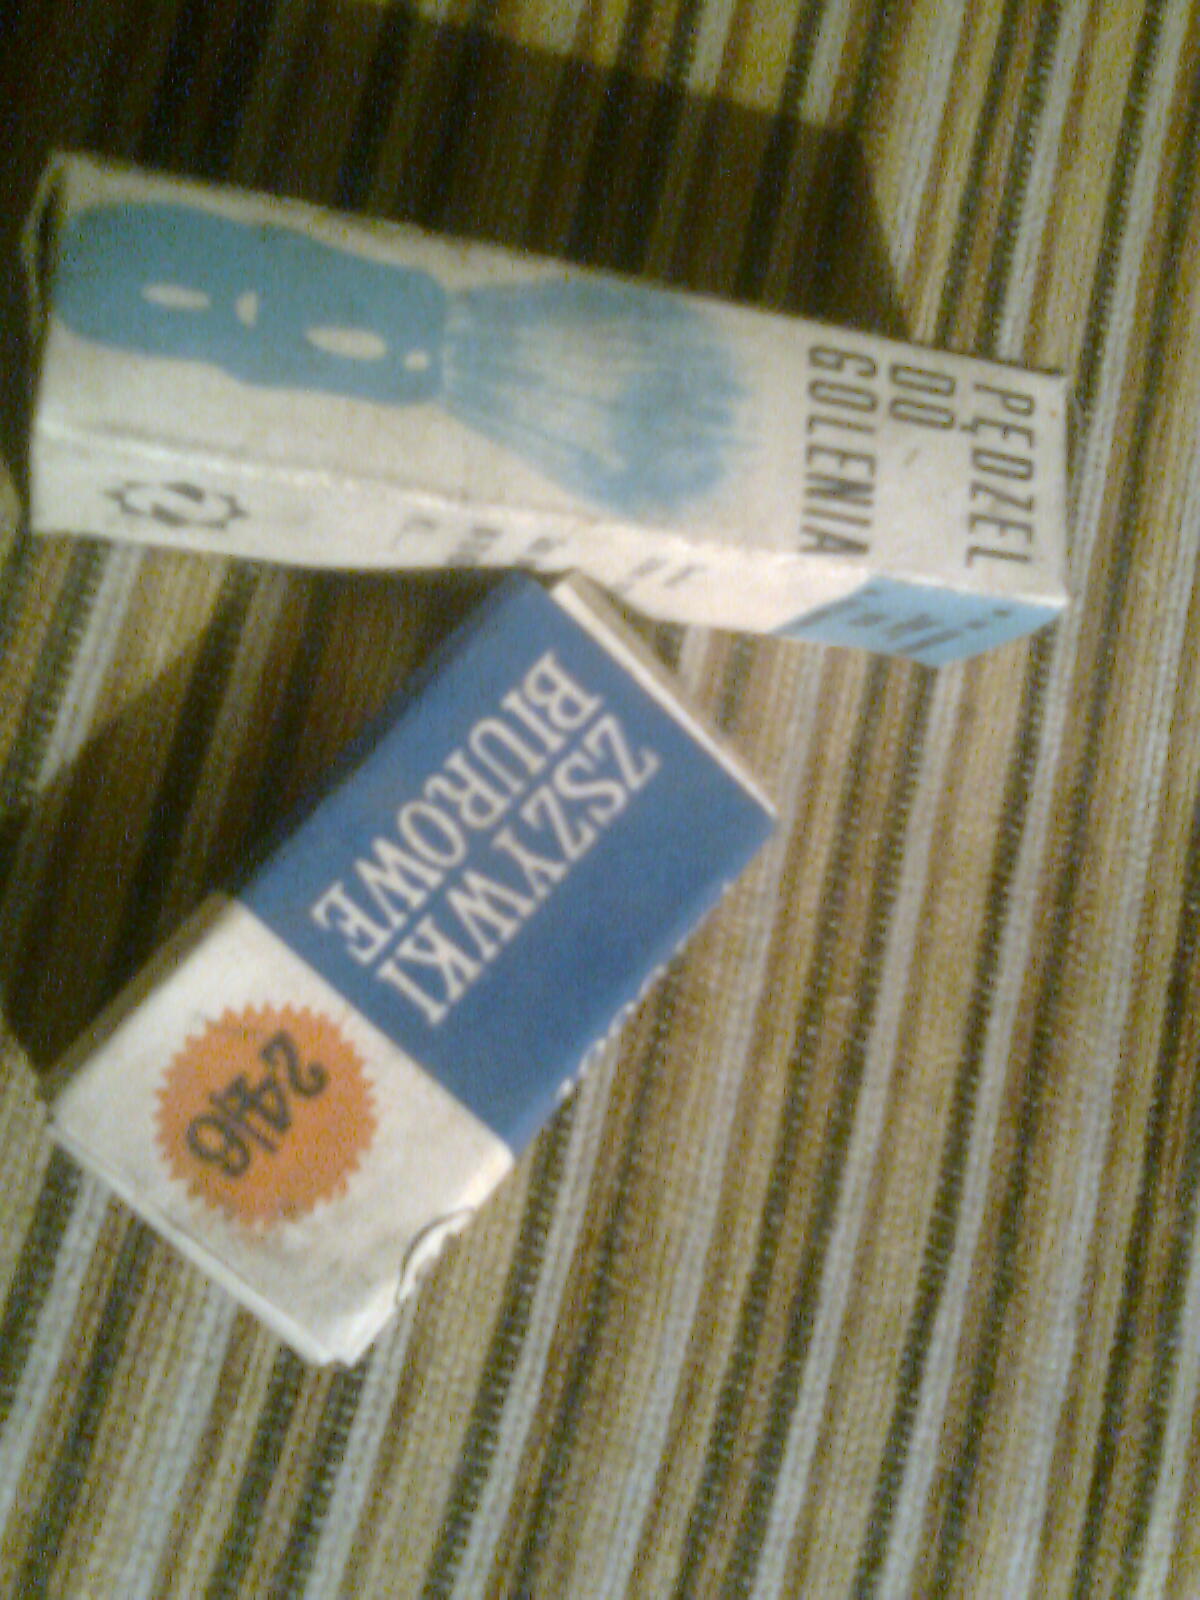 PĘDZEL
DO
GOLENIA
ZSZYWKI
BIUROWE
24/6